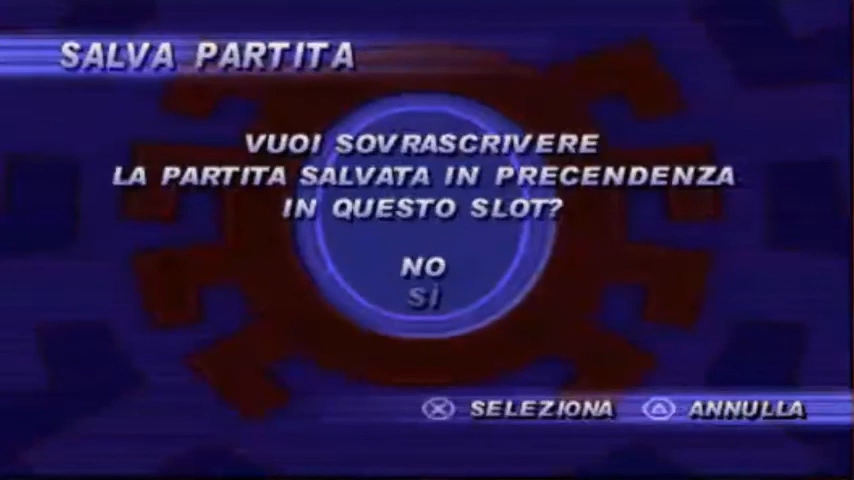 SALVA PARTITA
VUOI SOVRASCRIVERE
LA PARTITA SALVATA IN PRECENDENZA
IN QUESTO SLOT?
NO
SÌ
SELEZIONA ANNULLA